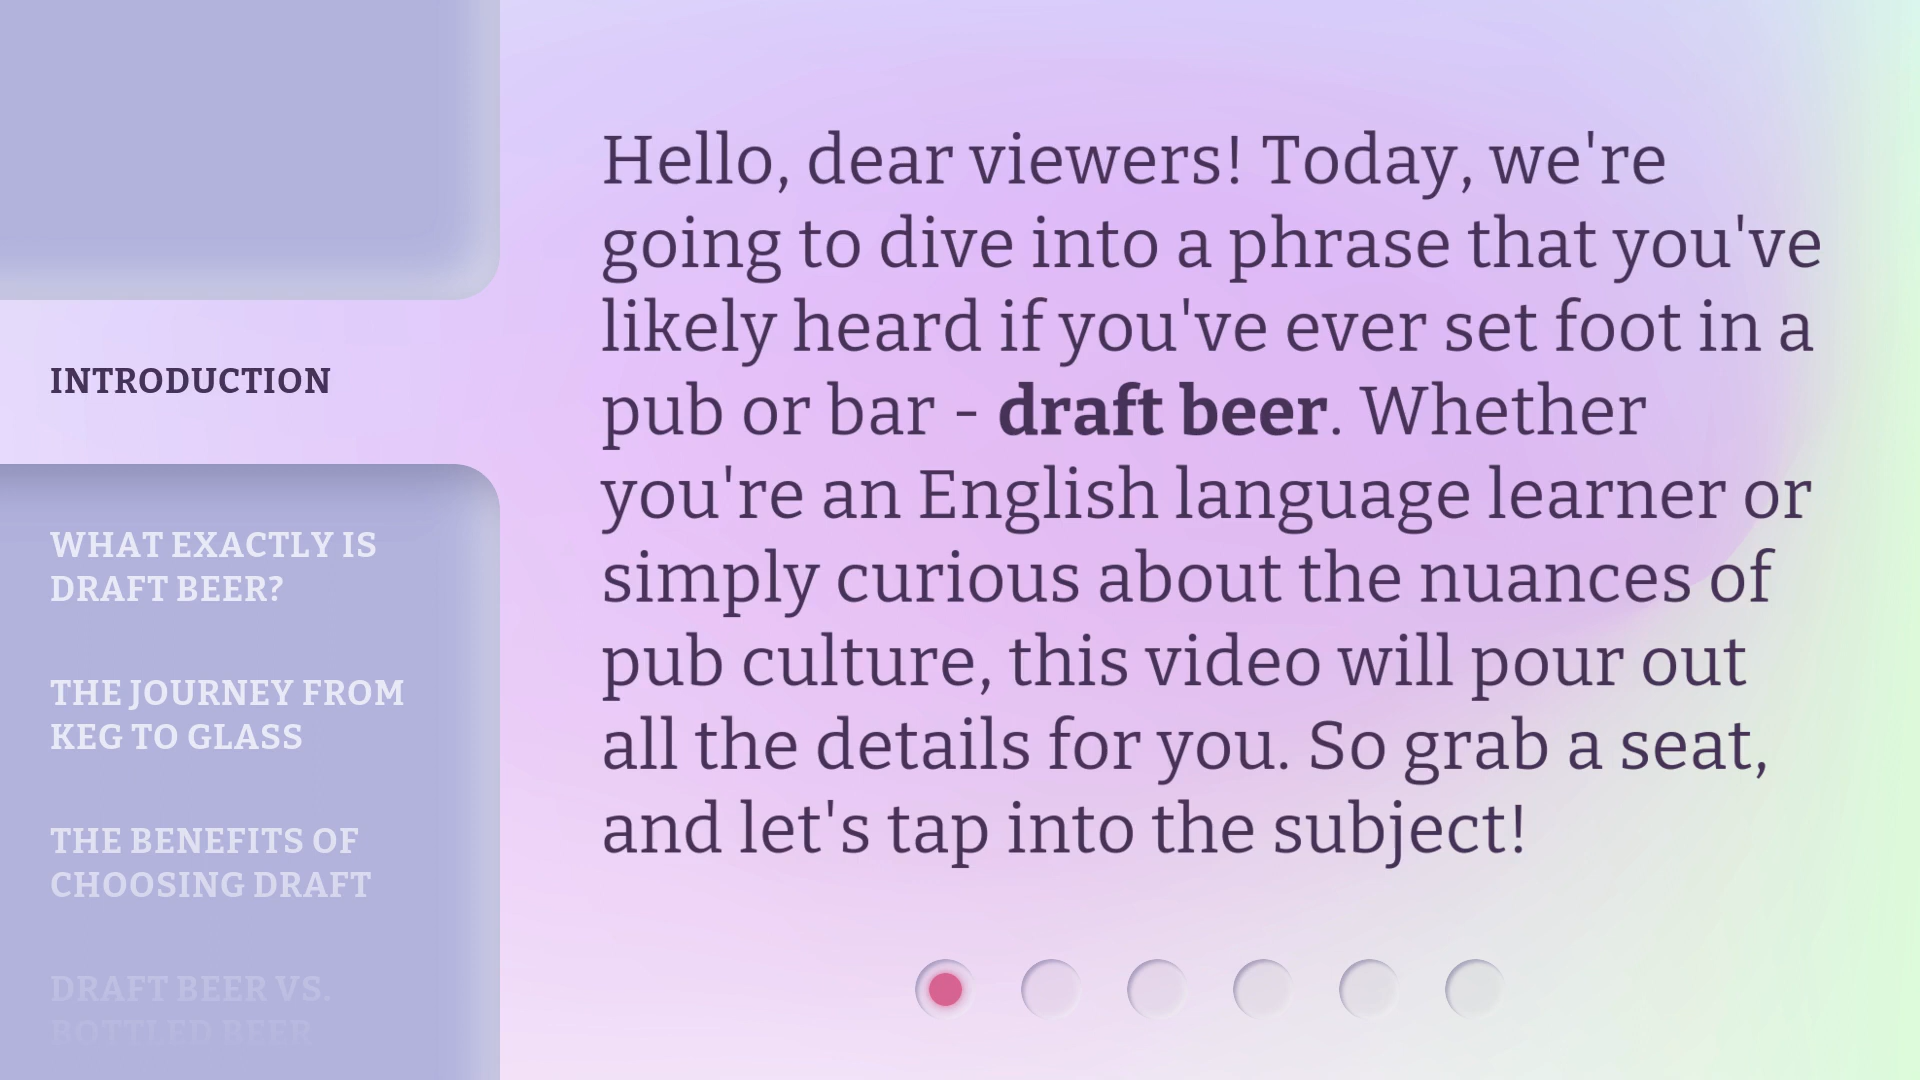 INTRODUCTION
WHAT EXACTLY IS
DRAFT BEER?
THE JOURNEY FROM
KEG TO GLASS
THE BENEFITS OF
CHOOSING DRAFT
DRAFT BEER VS.
BOTTLED BEER
Hello, dear viewers! Today, we're
going to dive into a phrase that you've
likely heard if you've ever set foot in a
pub or bar - draft beer. Whether
you're an English language learner or
simply curious about the nuances of
pub culture, this video will pour out
all the details for you. So grab a seat,
and let's tap into the subject!